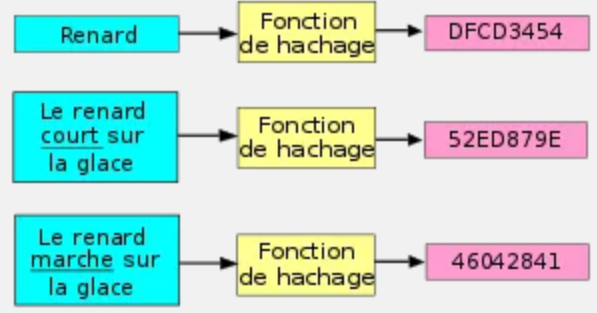 Renard
Fonction
de hachage
DFCD3454
Le renard
court sur
la glace
Fonction
de hachage
52ED879E
Le renard
marche sur
la glace
Fonction
de hachage
46042841